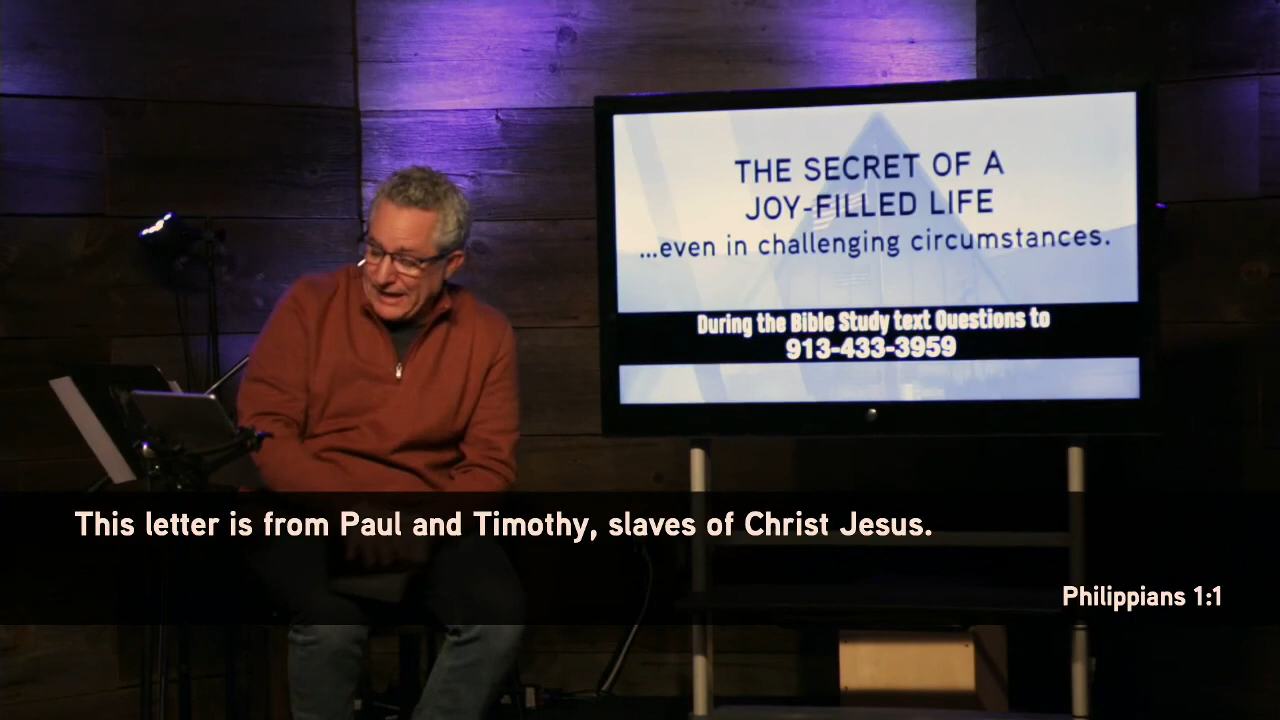 THE SECRET OF A
JOY-FILLED LIFE
...even in challenging circumstances.
During the Bible Study text Questions to
913-433-3959
This letter is from Paul and Timothy, slaves of Christ Jesus.
Philippians 1:1